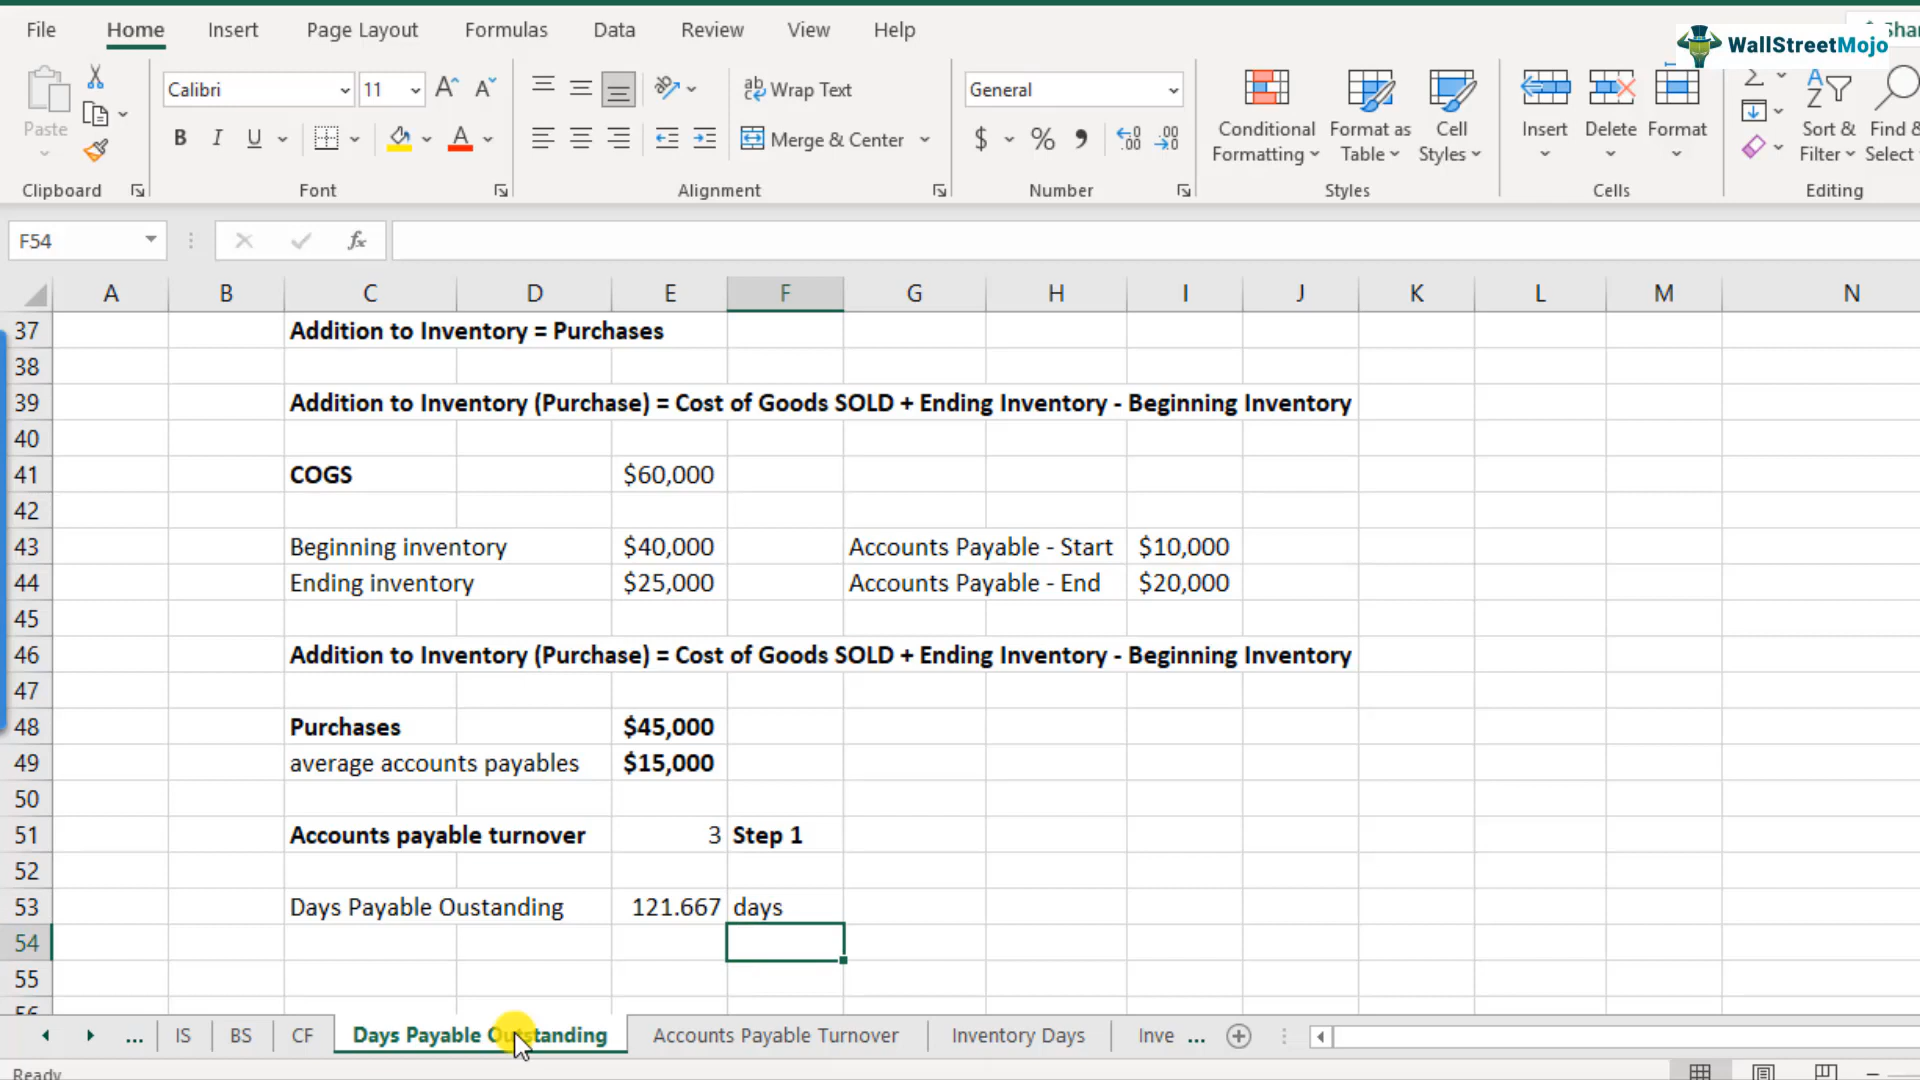 File Home Insert Page Layout Formulas Data Review View Help
Shar
WallStreetMojo
Calibri 11 A A
ab Wrap Text
General
Paste
B I U A
Merge & Center
$ % , .00 .00
Conditional Formatting
Format as Table
Cell Styles
Insert Delete Format
Sort & Filter
Find & Select
Clipboard Font Alignment Number Styles Cells Editing
F54 fx
A B C D E F G H I J K L M N
37 Addition to Inventory = Purchases
38
39 Addition to Inventory (Purchase) = Cost of Goods SOLD + Ending Inventory - Beginning Inventory
40
41 COGS $60,000
42
43 Beginning inventory $40,000 Accounts Payable - Start $10,000
44 Ending inventory $25,000 Accounts Payable - End $20,000
45
46 Addition to Inventory (Purchase) = Cost of Goods SOLD + Ending Inventory - Beginning Inventory
47
48 Purchases $45,000
49 average accounts payables $15,000
50
51 Accounts payable turnover 3 Step 1
52
53 Days Payable Oustanding 121.667 days
54
55
56
... IS BS CF Days Payable Outstanding Accounts Payable Turnover Inventory Days Inve ...
Ready